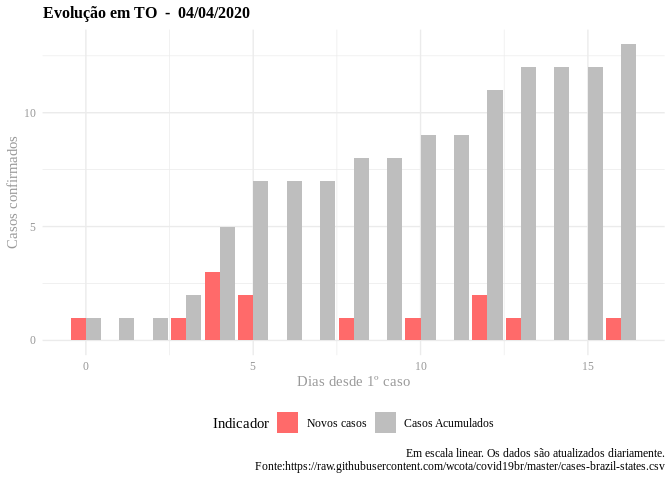 Evolução em TO - 04/04/2020
Casos confirmados
10
5
0
0 5 10 15
Dias desde 1º caso
Indicador Novos casos Casos Acumulados
Em escala linear. Os dados são atualizados diariamente.
Fonte:https://raw.githubusercontent.com/wcota/covid19br/master/cases-brazil-states.csv